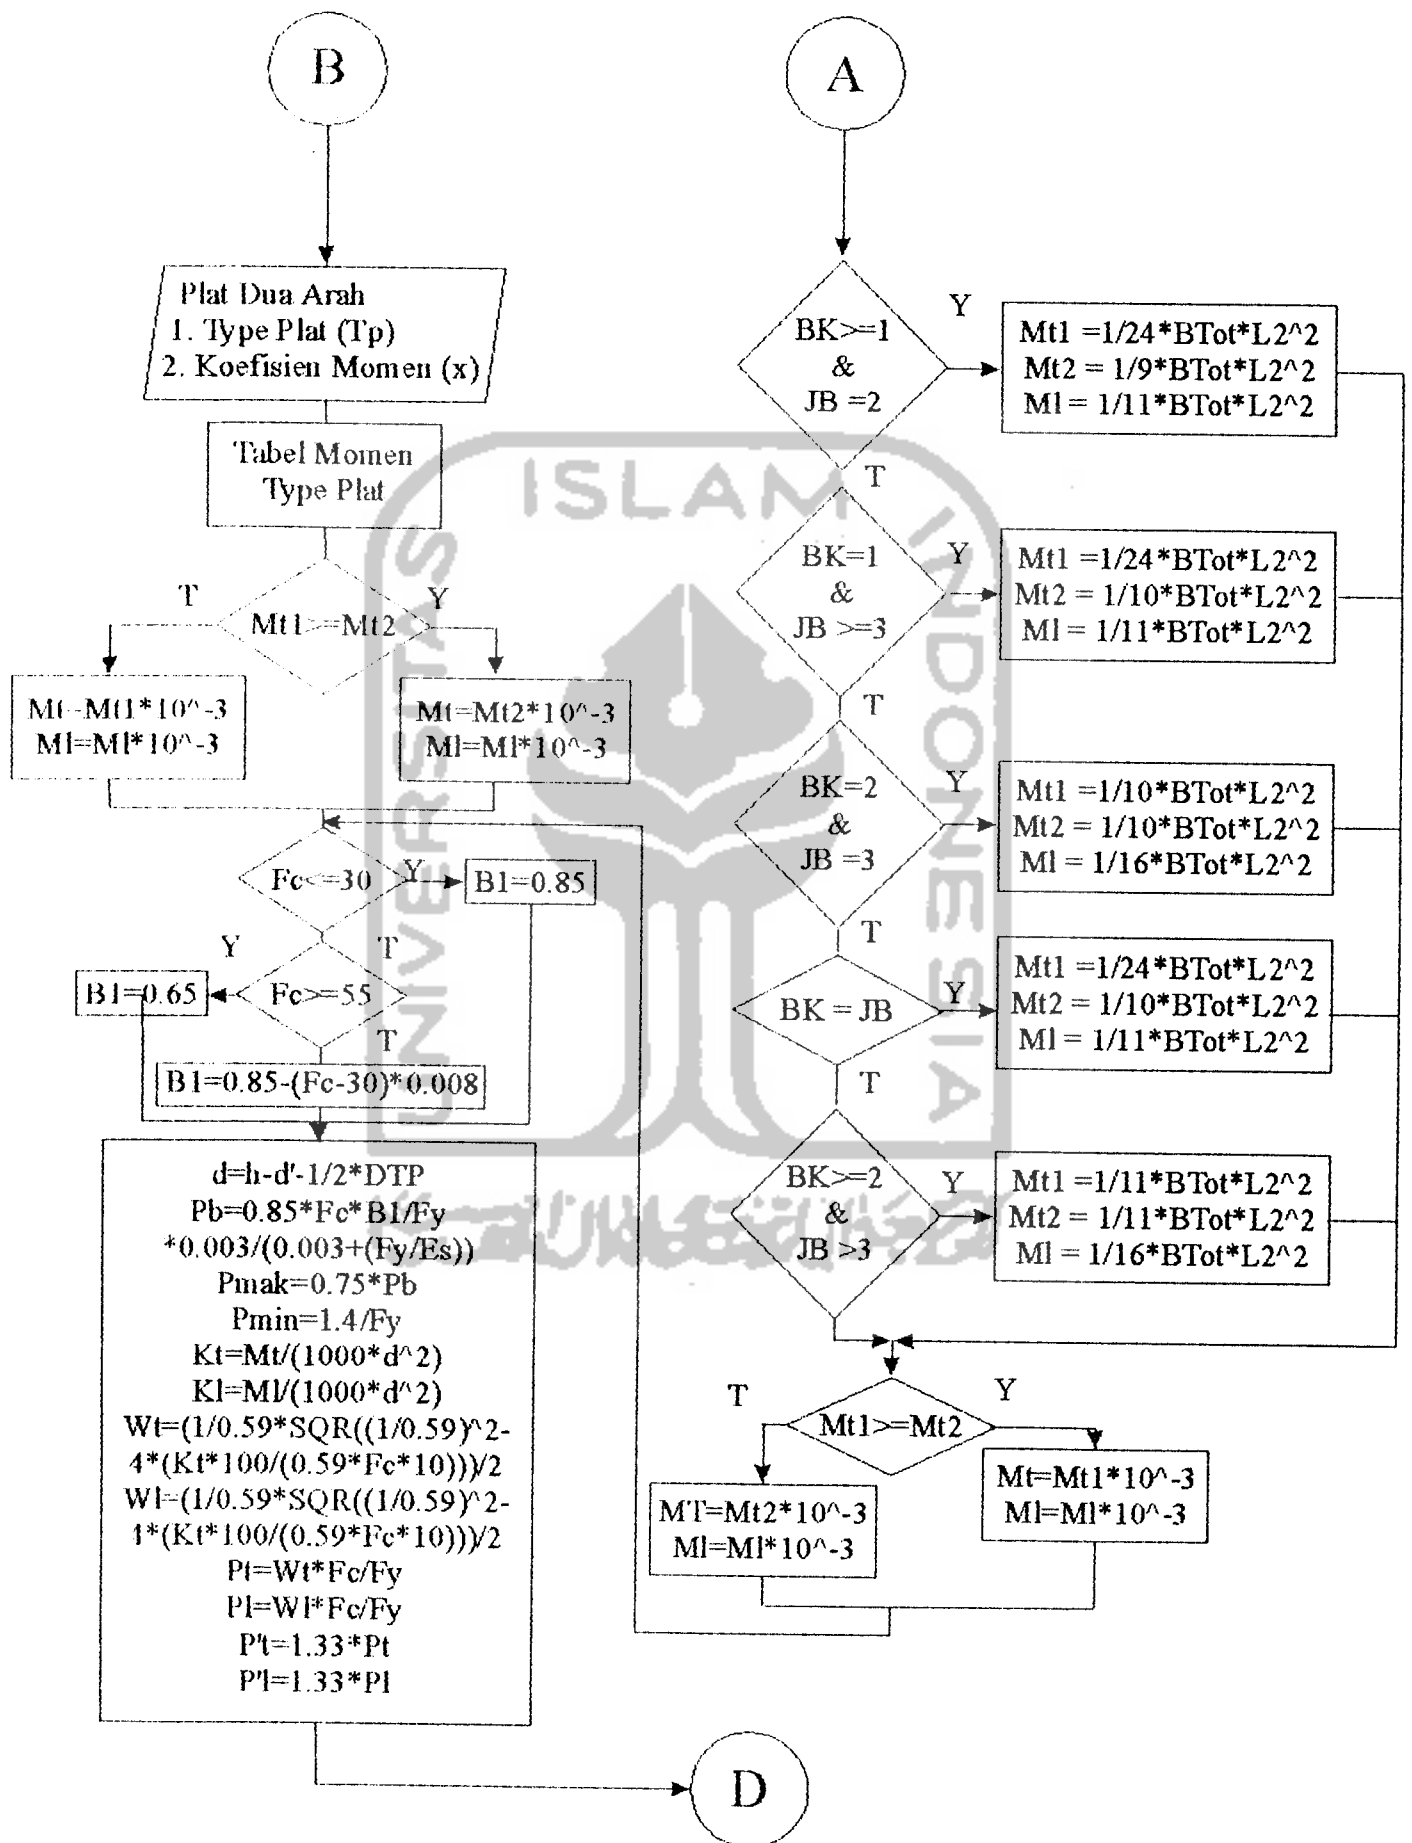 B
Plat Dua Arah
1. Type Plat (Tp)
2. Koefisien Momen (x)
Tabel Momen
Type Plat
T
Y
Mt1>=Mt2
Mt=Mt1*10^-3
Ml=Ml*10^-3
Mt=Mt2*10^-3
Ml=Ml*10^-3
Fc<=30
Y
B1=0.85
Y
T
B1=0.65
Fc>=55
T
B1=0.85-(Fc-30)*0.008
d=h-d'-1/2*DTP
Pb=0.85*Fc*B1/Fy
*0.003/(0.003+(Fy/Es))
Pmak=0.75*Pb
Pmin=1.4/Fy
Kt=Mt/(1000*d^2)
Kl=Ml/(1000*d^2)
Wt=(1/0.59*SQR((1/0.59)^2-
4*(Kt*100/(0.59*Fc*10)))/2
Wl=(1/0.59*SQR((1/0.59)^2-
4*(Kt*100/(0.59*Fc*10)))/2
Pt=Wt*Fc/Fy
Pl=Wl*Fc/Fy
P't=1.33*Pt
P'l=1.33*Pl
D
A
BK>=1
&
JB =2
Y
Mt1 =1/24*BTot*L2^2
Mt2 = 1/9*BTot*L2^2
Ml = 1/11*BTot*L2^2
T
BK=1
&
JB >=3
Y
Mt1 =1/24*BTot*L2^2
Mt2 = 1/10*BTot*L2^2
Ml = 1/11*BTot*L2^2
T
BK=2
&
JB =3
Y
Mt1 =1/10*BTot*L2^2
Mt2 = 1/10*BTot*L2^2
Ml = 1/16*BTot*L2^2
T
BK = JB
Y
Mt1 =1/24*BTot*L2^2
Mt2 = 1/10*BTot*L2^2
Ml = 1/11*BTot*L2^2
T
BK>=2
&
JB >3
Y
Mt1 =1/11*BTot*L2^2
Mt2 = 1/11*BTot*L2^2
Ml = 1/16*BTot*L2^2
T
Y
Mt1>=Mt2
MT=Mt2*10^-3
Ml=Ml*10^-3
Mt=Mt1*10^-3
Ml=Ml*10^-3
UNIVERSITAS
ISLAM
INDONESIA